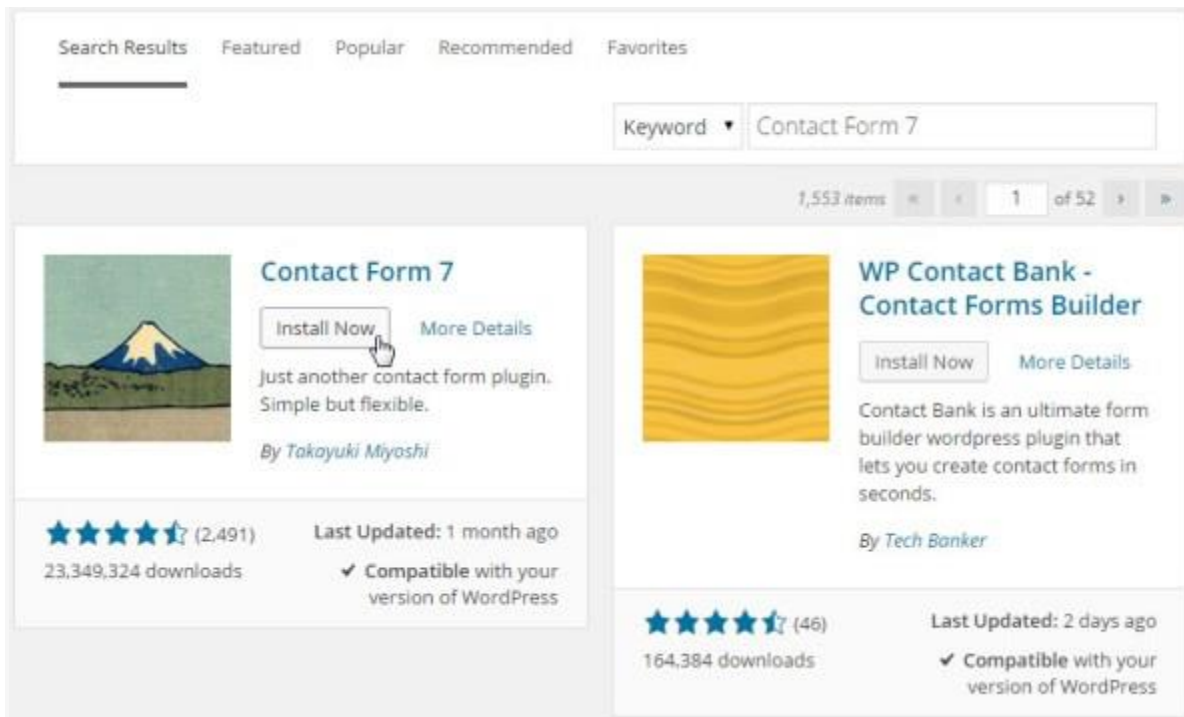 Search Results Featured Popular Recommended Favorites
Keyword Contact Form 7
1,553 items « ‹ 1 of 52 › »
Contact Form 7
Install Now More Details
Just another contact form plugin.
Simple but flexible.
By Takayuki Miyoshi
(2,491)
23,349,324 downloads
Last Updated: 1 month ago
✔ Compatible with your
version of WordPress
WP Contact Bank -
Contact Forms Builder
Install Now More Details
Contact Bank is an ultimate form
builder wordpress plugin that
lets you create contact forms in
seconds.
By Tech Banker
(46)
164,384 downloads
Last Updated: 2 days ago
✔ Compatible with your
version of WordPress